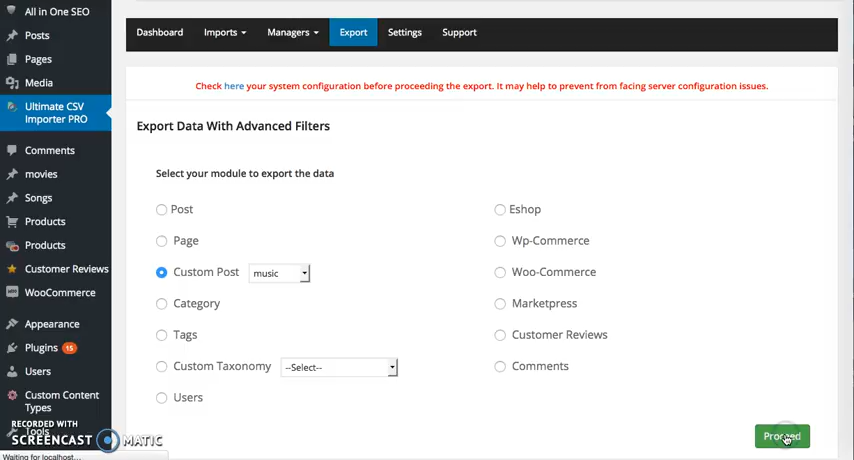 All in One SEO
Posts
Pages
Media
Ultimate CSV
Importer PRO
Comments
movies
Songs
Products
Products
Customer Reviews
WooCommerce
Appearance
Plugins 15
Users
Custom Content
Types
Tools
RECORDED WITH
SCREENCAST MATIC
Waiting for localhost...
Dashboard Imports Managers Export Settings Support
Check here your system configuration before proceeding the export. It may help to prevent from facing server configuration issues.
Export Data With Advanced Filters
Select your module to export the data
Post
Page
Custom Post music
Category
Tags
Custom Taxonomy --Select--
Users
Eshop
Wp-Commerce
Woo-Commerce
Marketpress
Customer Reviews
Comments
Proceed